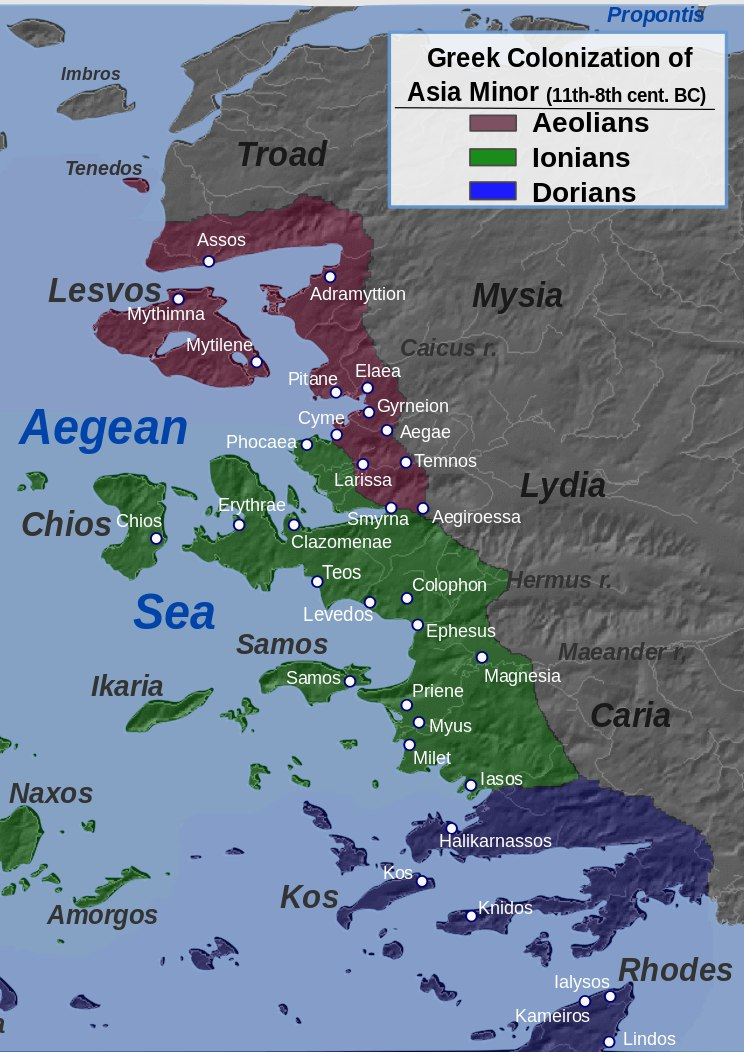 Propontis
Greek Colonization of
Asia Minor (11th-8th cent. BC)
Aeolians
Ionians
Dorians
Imbros
Troad
Tenedos
Assos
Lesvos
Adramyttion
Mysia
Mythimna
Mytilene
Caicus r.
Pitane
Elaea
Gyrneion
Aegean
Cyme
Aegae
Phocaea
Temnos
Larissa
Lydia
Chios
Chios
Erythrae
Smyrna
Aegiroessa
Clazomenae
Teos
Colophon
Hermus r.
Sea
Levedos
Ephesus
Samos
Maeander r,
Samos
Magnesia
Ikaria
Priene
Caria
Myus
Milet
Iasos
Naxos
Halikarnassos
Kos
Kos
Knidos
Amorgos
Rhodes
Ialysos
Kameiros
Lindos